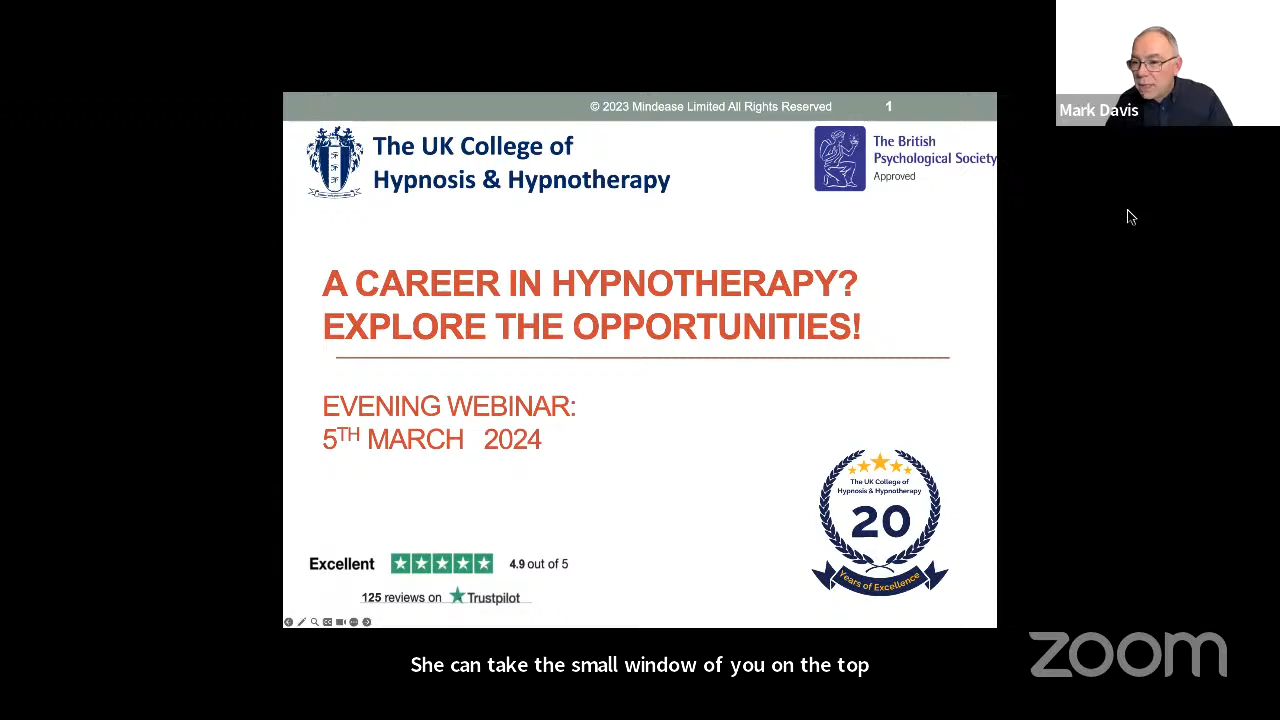 © 2023 Mindease Limited All Rights Reserved 1
Mark Davis
The UK College of
Hypnosis & Hypnotherapy
The British
Psychological Society
Approved
A CAREER IN HYPNOTHERAPY?
EXPLORE THE OPPORTUNITIES!
EVENING WEBINAR:
5TH MARCH 2024
The UK College of
Hypnosis & Hypnotherapy
20
Years of Excellence
Excellent 4.9 out of 5
125 reviews on Trustpilot
She can take the small window of you on the top
zoom